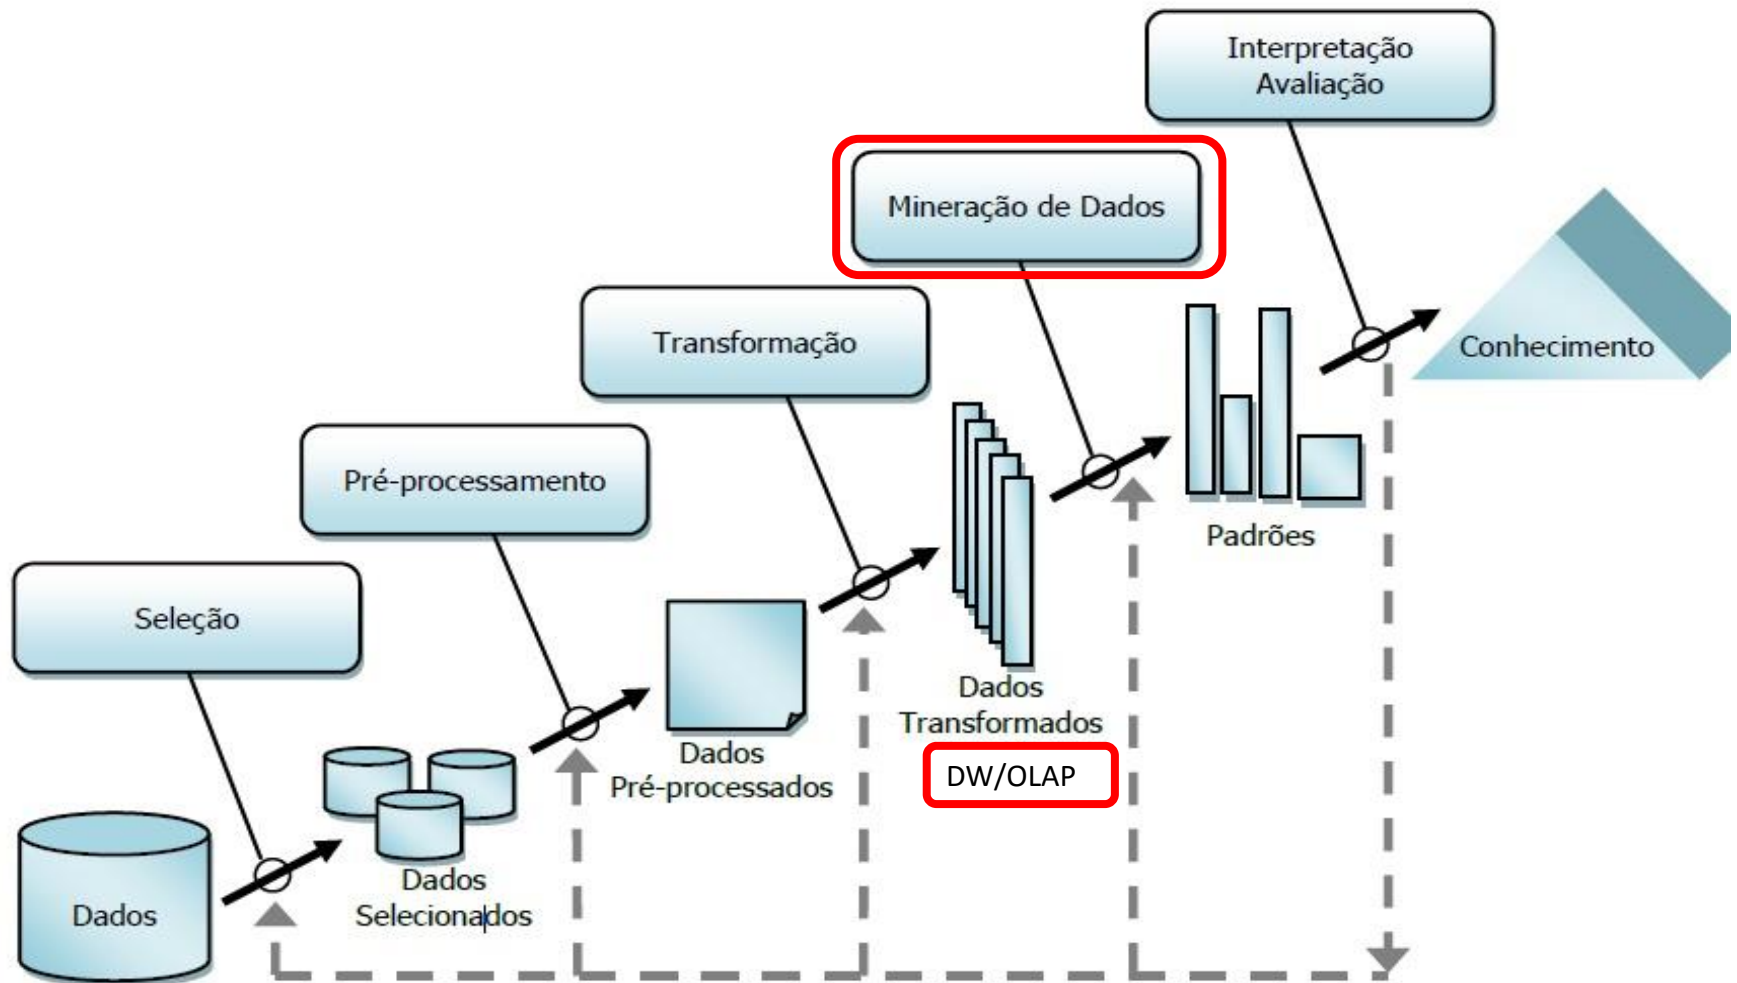 Interpretação
Avaliação
Mineração de Dados
Transformação
Conhecimento
Pré-processamento
Padrões
Seleção
Dados
Transformados
DW/OLAP
Dados
Pré-processados
Dados
Selecionados
Dados